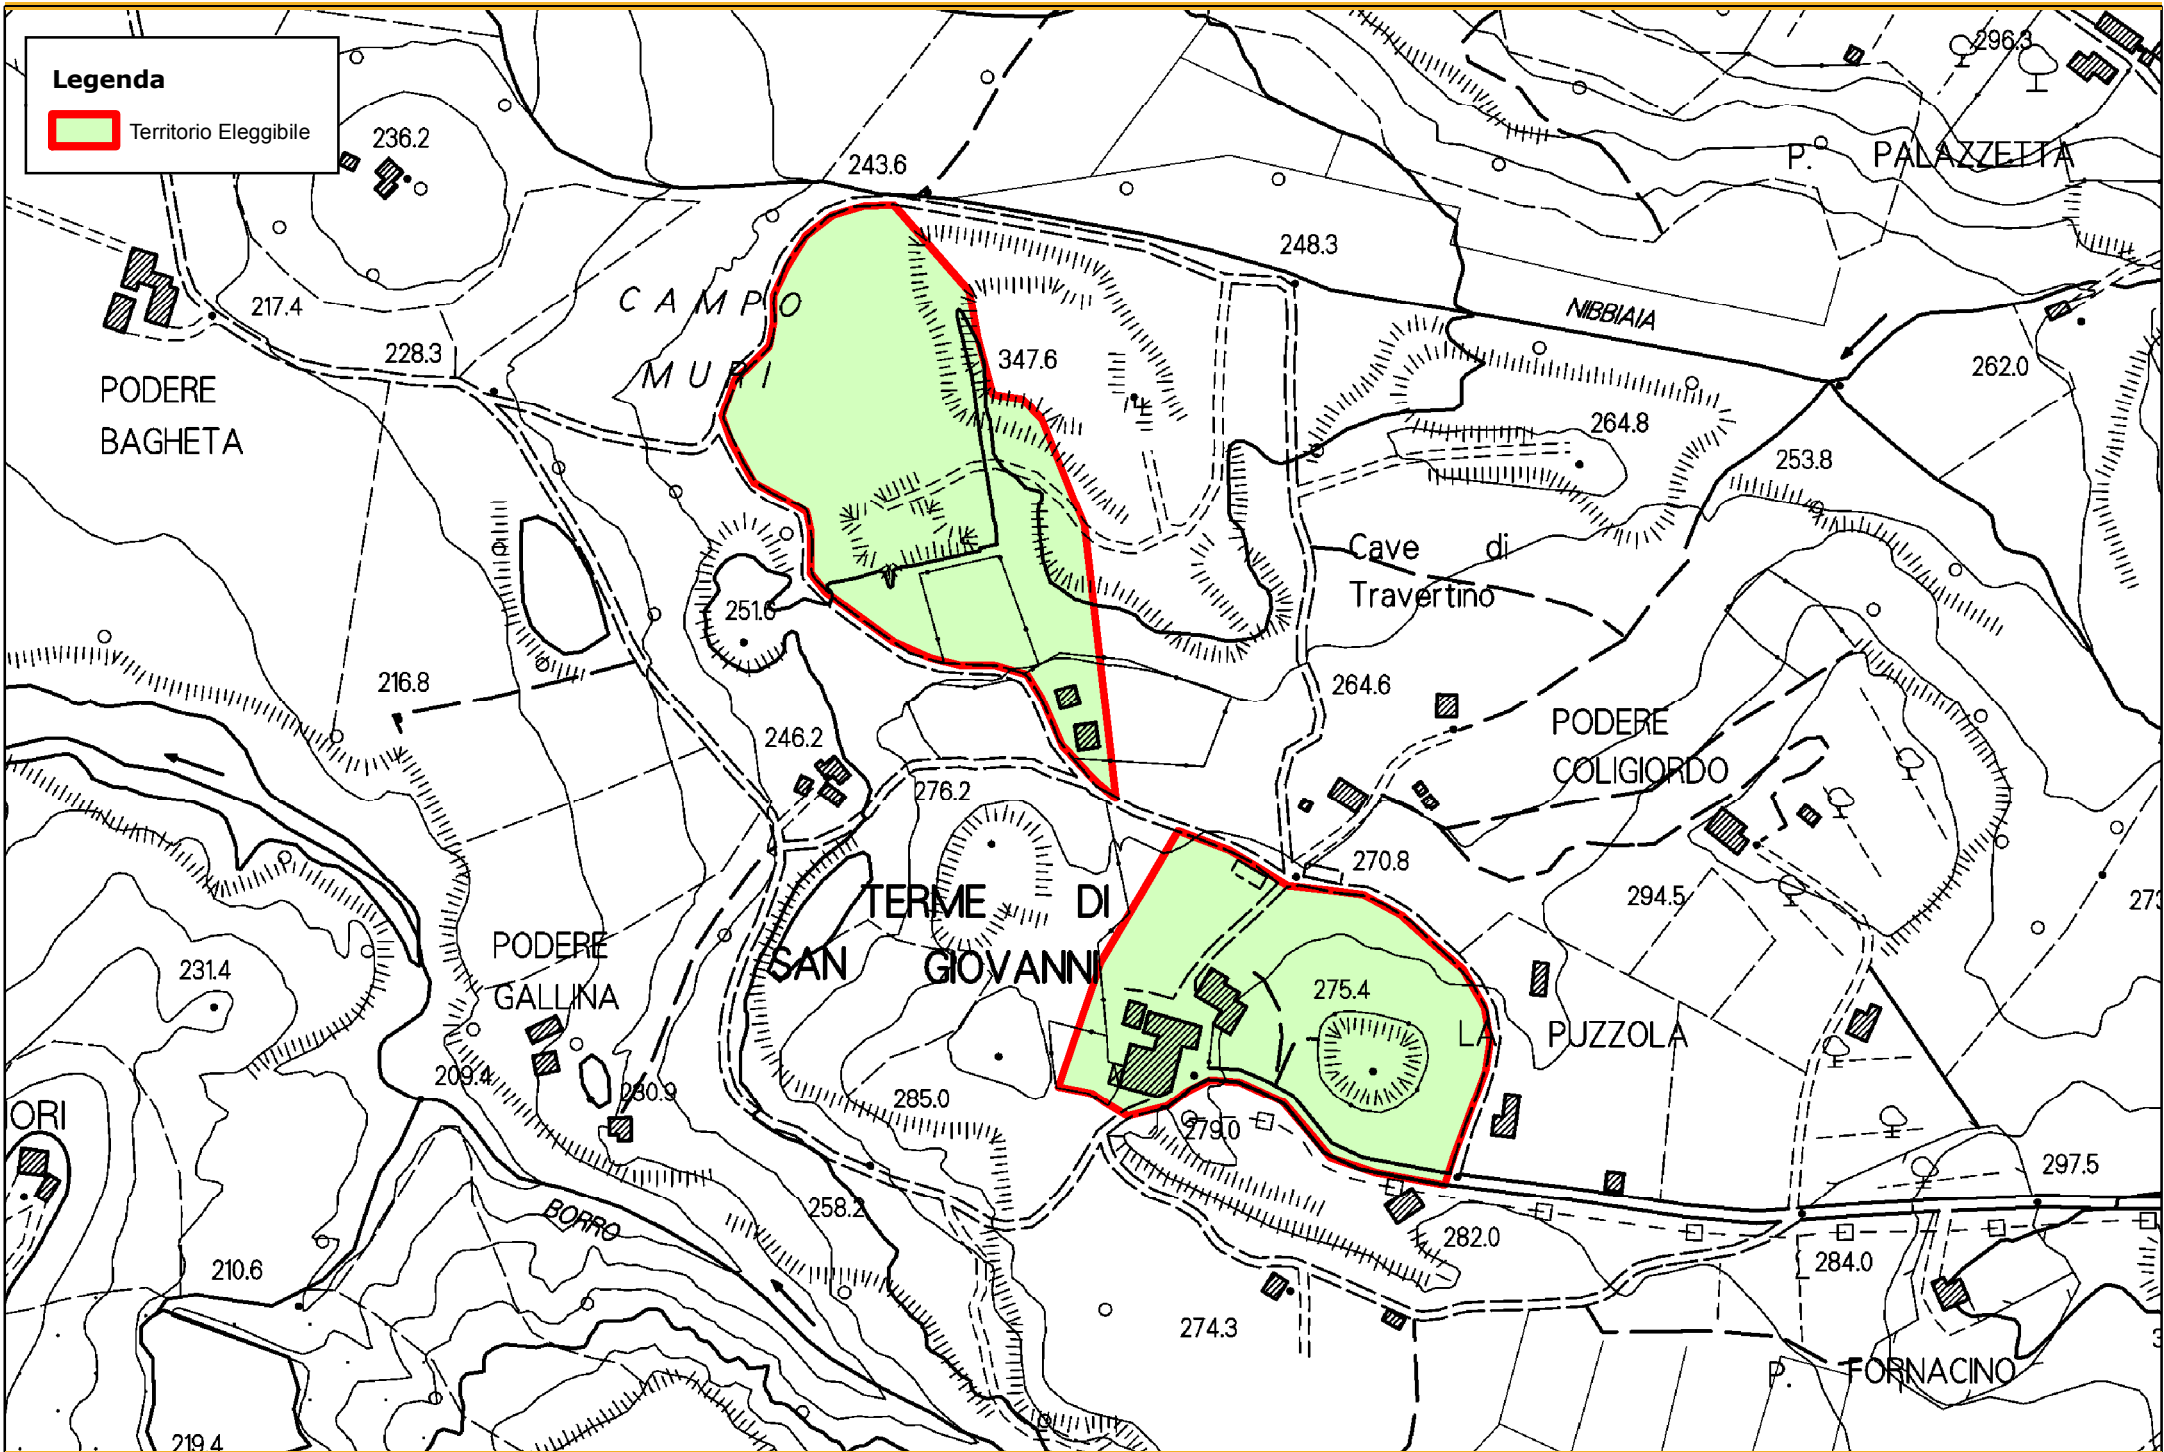 Legenda
Territorio Eleggibile
296.3
236.2
243.6
P. PALAZZETTA
248.3
217.4
CAMPO
MURI
NIBBIAIA
228.3
347.6
262.0
PODERE
BAGHETA
264.8
253.8
Cave di
Travertino
251.6
216.8
264.6
246.2
PODERE
COLIGIORDO
276.2
270.8
294.5
TERME DI
SAN GIOVANNI
PODERE
GALLINA
231.4
275.4
LA PUZZOLA
209.4
285.0
ORI
279.0
297.5
BORRO
258.2
282.0
210.6
284.0
274.3
P. FORNACINO
219.4